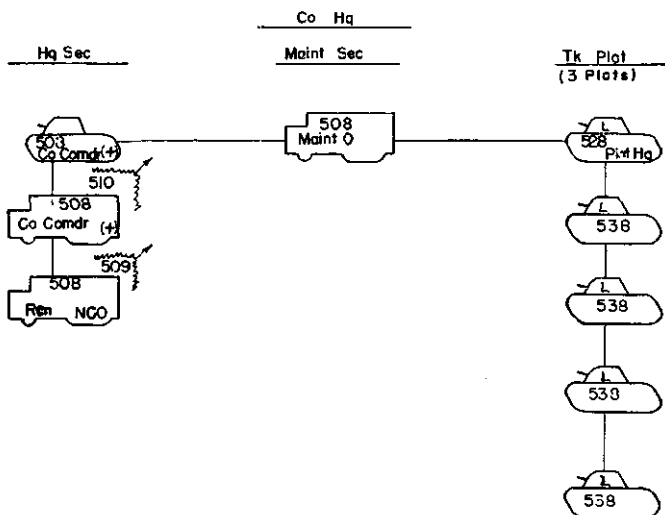 Co Hq
Hq Sec
Maint Sec
Tk Plat
(3 Plats)
503
Co Comdr (+)
508
Maint O
L
528
Plat Hq
510
508
Co Comdr (+)
L
538
509
508
Rcn NCO
L
538
L
538
L
538